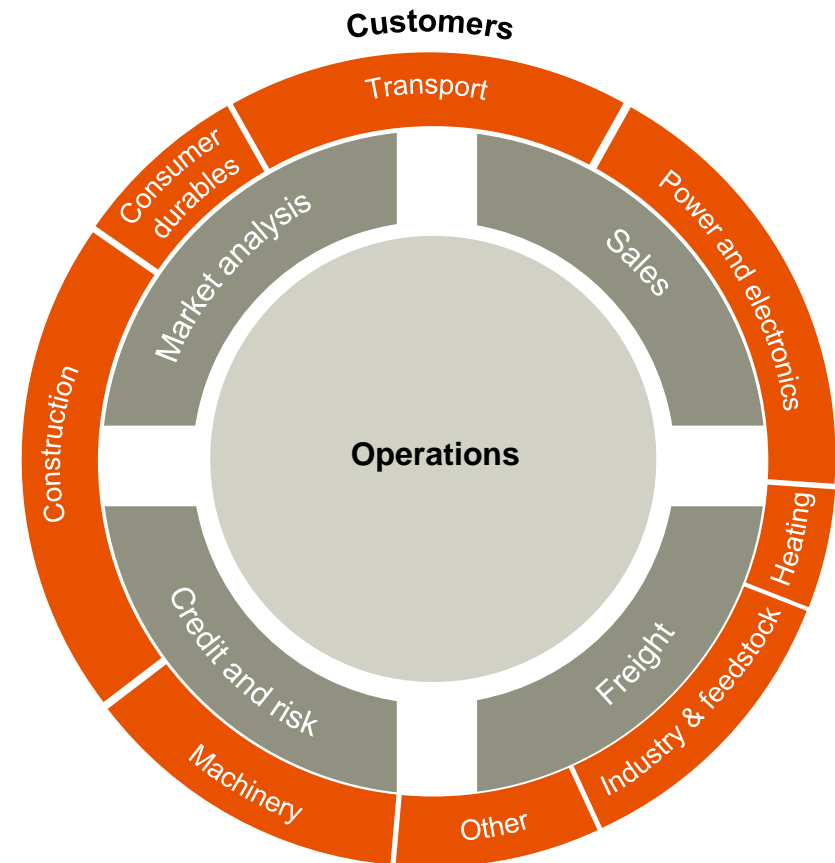 Customers
Transport
Power and electronics
Heating
Industry & feedstock
Other
Machinery
Construction
Consumer
durables
Market analysis
Sales
Freight
Credit and risk
Operations